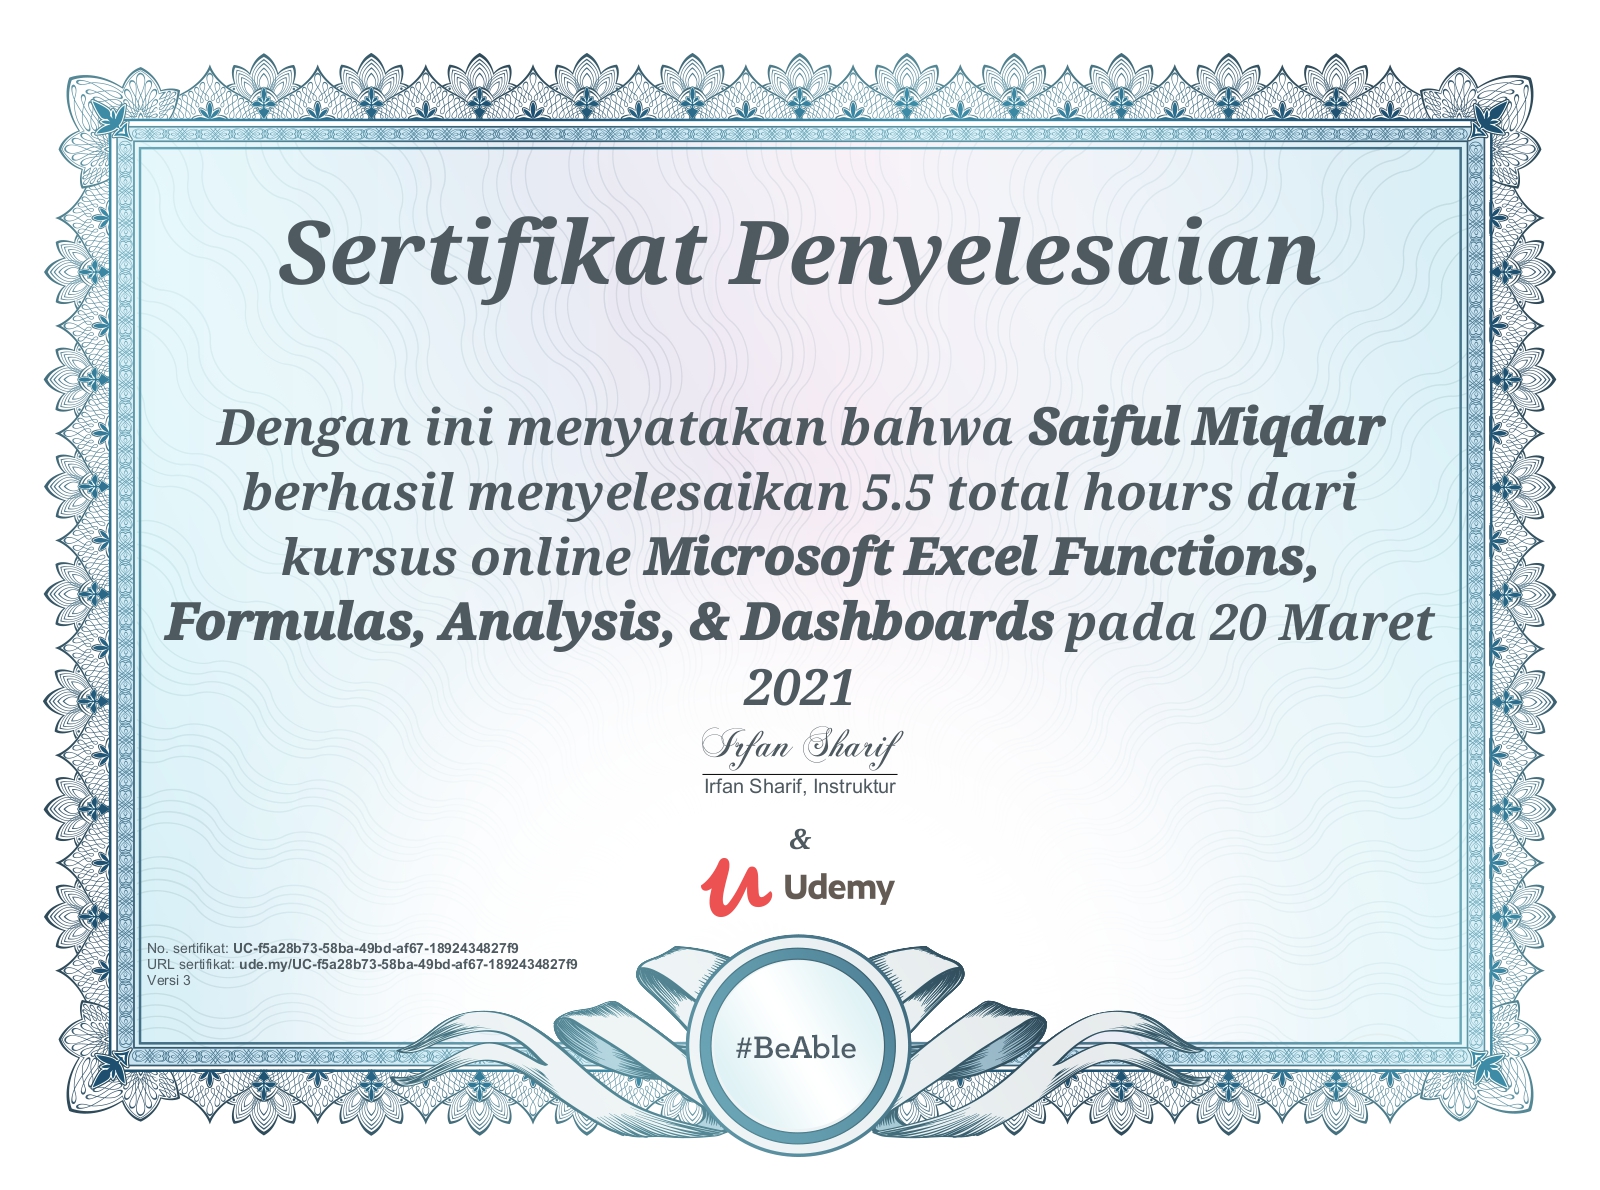 Sertifikat Penyelesaian
Dengan ini menyatakan bahwa Saiful Miqdar
berhasil menyelesaikan 5.5 total hours dari
kursus online Microsoft Excel Functions,
Formulas, Analysis, & Dashboards pada 20 Maret
2021
Irfan Sharif
Irfan Sharif, Instruktur
&
Udemy
No. sertifikat: UC-f5a28b73-58ba-49bd-af67-1892434827f9
URL sertifikat: ude.my/UC-f5a28b73-58ba-49bd-af67-1892434827f9
Versi 3
#BeAble